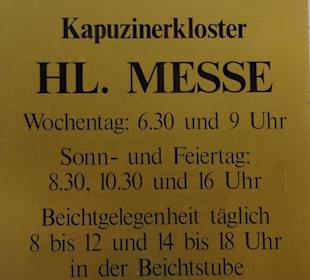 Kapuzinerkloster
HL. MESSE
Wochentag: 6.30 und 9 Uhr
Sonn- und Feiertag:
8.30, 10.30 und 16 Uhr
Beichtgelegenheit täglich
8 bis 12 und 14 bis 18 Uhr
in der Beichtstube